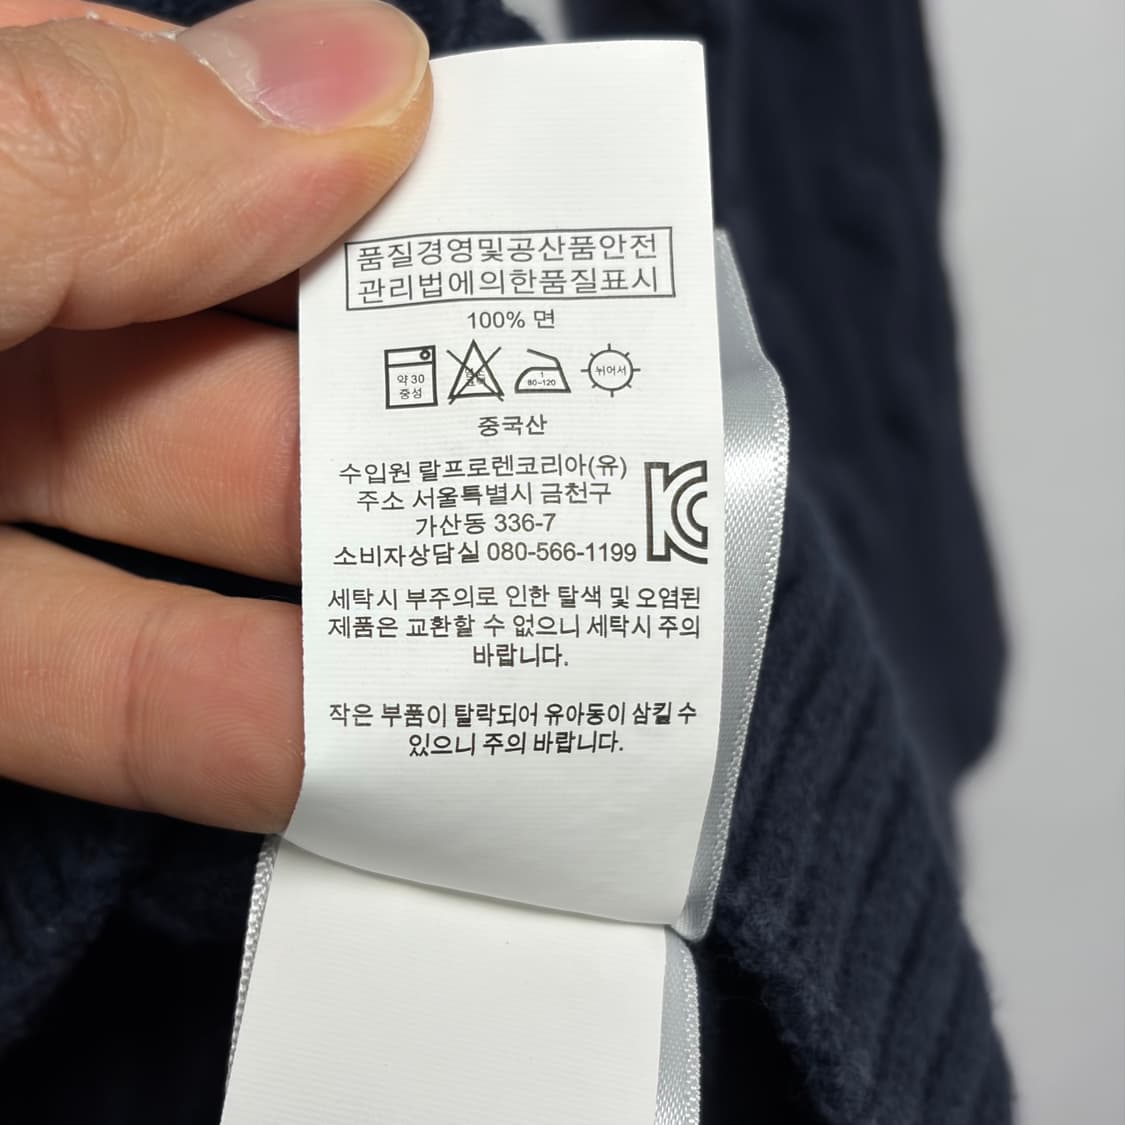 품질경영및공산품안전
관리법에의한품질표시
100% 면
약 30
중성
1
80-120
뉘어서
중국산
수입원 랄프로렌코리아(유)
주소 서울특별시 금천구
가산동 336-7
소비자상담실 080-566-1199
세탁시 부주의로 인한 탈색 및 오염된
제품은 교환할 수 없으니 세탁시 주의
바랍니다.
작은 부품이 탈락되어 유아동이 삼킬 수
있으니 주의 바랍니다.